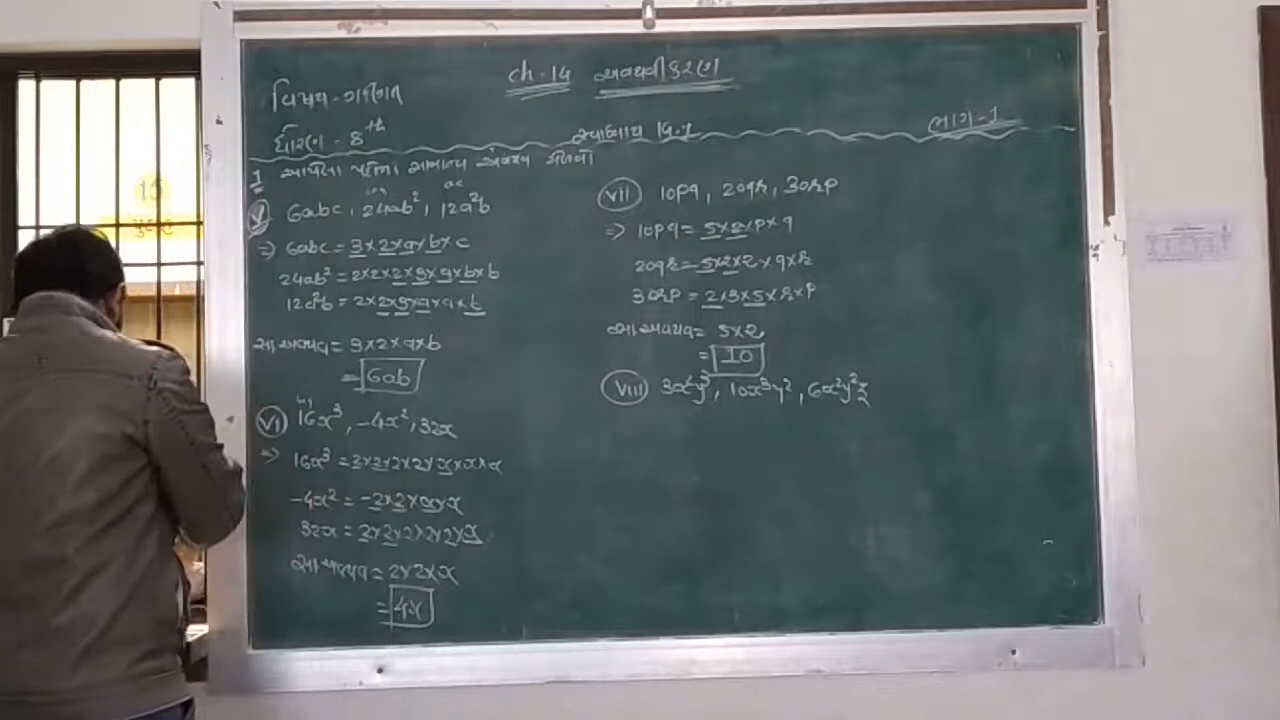 વિષય-ગણિત
ધોરણ-8th
ch-14 અવયવીકરણ
સ્વાધ્યાય 14.1
ભાગ-1
1 આપેલા પદોના સામાન્ય અવયવ મેળવો
V 6abc, 24ab², 12a²b
=> 6abc = 3×2×a×b×c
24ab² = 2×2×2×3×a×b×b
12a²b = 2×2×3×a×a×b
સા અવયવ = 3×2×a×b
= 6ab
VI 16x³, -4x², 32x
=> 16x³ = 2×2×2×2×x×x×x
-4x² = -2×2×x×x
32x = 2×2×2×2×2×x
સા અવયવ = 2×2×x
= 4x
VII 10pq, 20qr, 30rp
=> 10pq = 5×2×p×q
20qr = 5×2×2×q×r
30rp = 2×3×5×r×p
સા અવયવ = 5×2
= 10
VIII 3x²y³, 10x³y², 6x²y²z